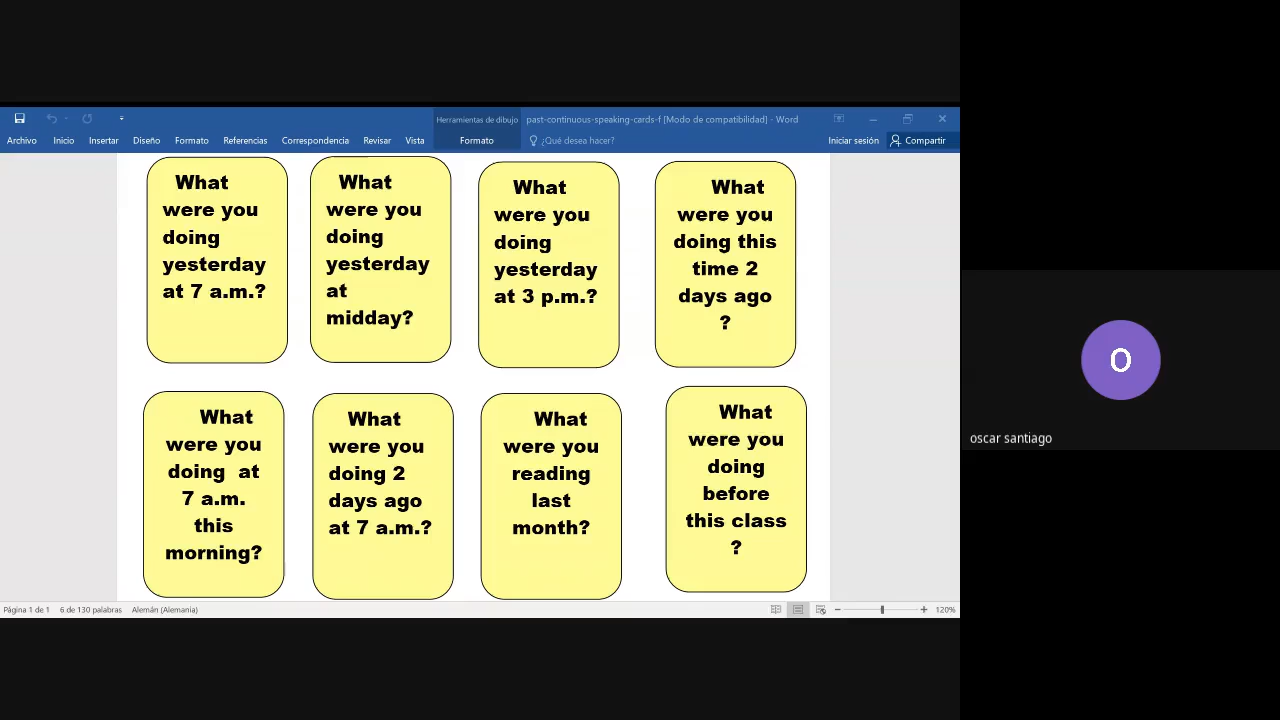 Herramientas de dibujo
past-continuous-speaking-cards-f [Modo de compatibilidad] - Word
Archivo Inicio Insertar Diseño Formato Referencias Correspondencia Revisar Vista Formato ¿Qué desea hacer? Iniciar sesión Compartir
What
were you
doing
yesterday
at 7 a.m.?
What
were you
doing
yesterday
at
midday?
What
were you
doing
yesterday
at 3 p.m.?
What
were you
doing this
time 2
days ago
?
What
were you
doing at
7 a.m.
this
morning?
What
were you
doing 2
days ago
at 7 a.m.?
What
were you
reading
last
month?
What
were you
doing
before
this class
?
O
oscar santiago
Página 1 de 1 6 de 130 palabras Alemán (Alemania) 120%